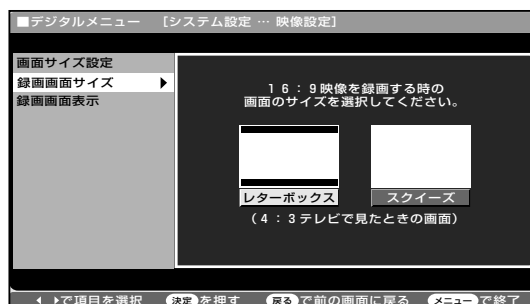 ■デジタルメニュー [システム設定 … 映像設定]
画面サイズ設定
録画画面サイズ
録画画面表示
16:9映像を録画する時の
画面のサイズを選択してください。
レターボックス スクイーズ
(4:3テレビで見たときの画面)
で項目を選択 決定を押す 戻るで前の画面に戻る メニューで終了